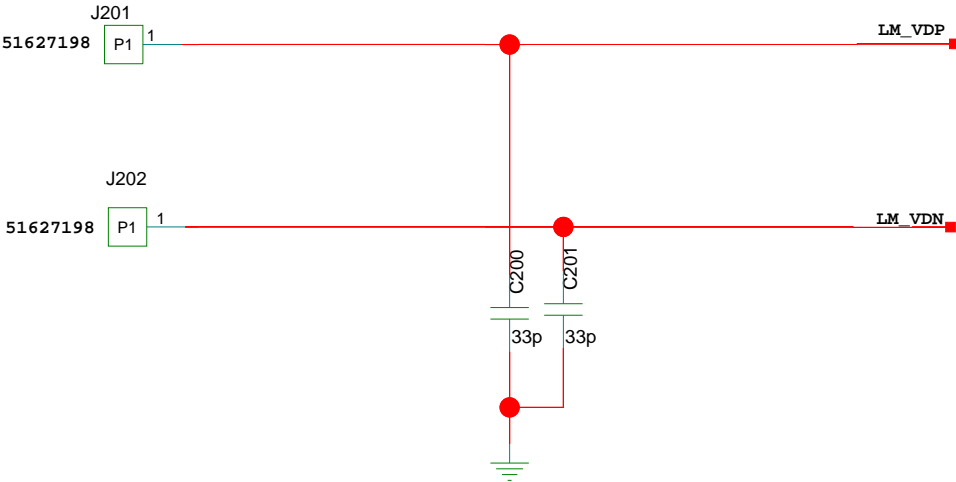 J201
51627198 P1 1
LM_VDP
J202
51627198 P1 1
LM_VDN
C200
C201
33p
33p